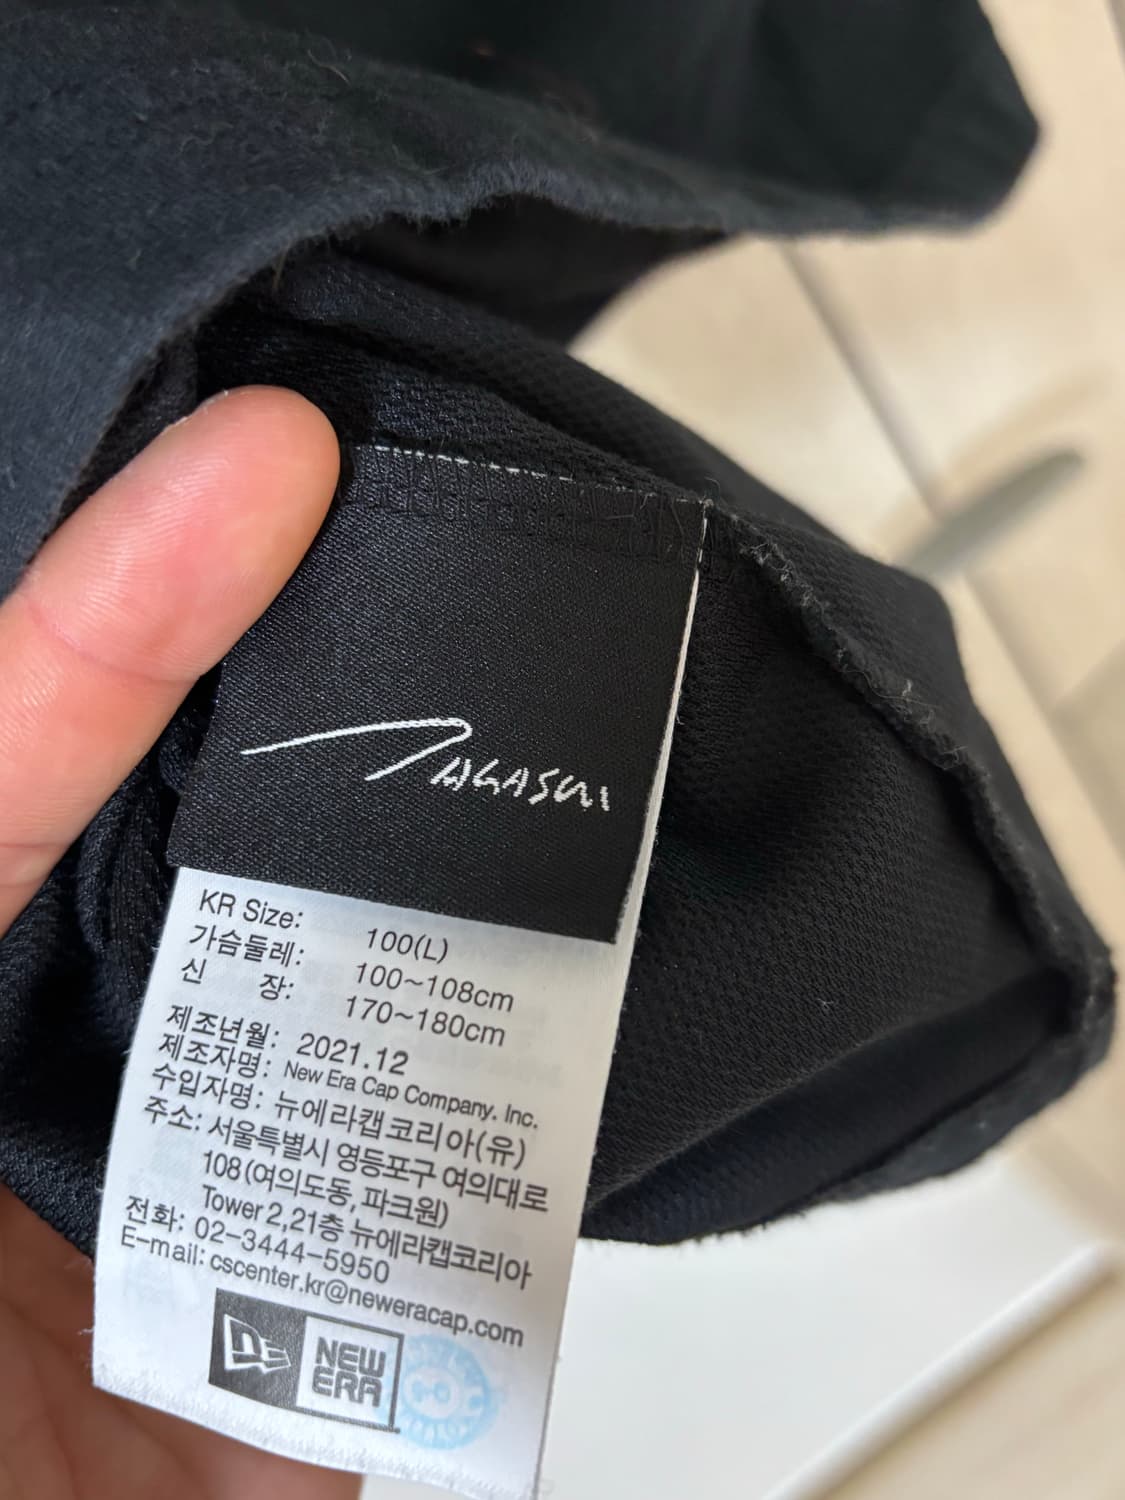 TAGASUI
KR Size: 100(L)
가슴둘레: 100~108cm
신 장: 170~180cm
제조년월: 2021.12
제조자명: New Era Cap Company. Inc.
수입자명: 뉴에라캡코리아(유)
주소: 서울특별시 영등포구 여의대로
108(여의도동, 파크원)
Tower 2,21층 뉴에라캡코리아
전화: 02-3444-5950
E-mail: cscenter.kr@neweracap.com
NEW
ERA